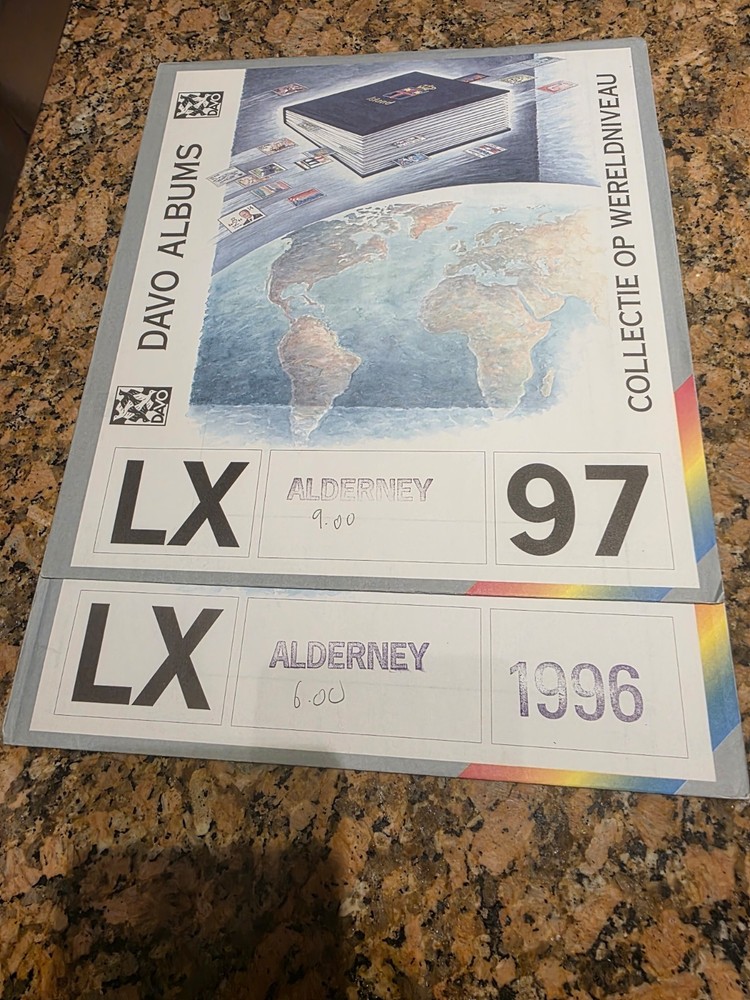 DAVO
DAVO ALBUMS
DAVO
COLLECTIE OP WERELDNIVEAU
LX
ALDERNEY
9.00
97
LX
ALDERNEY
6.00
1996